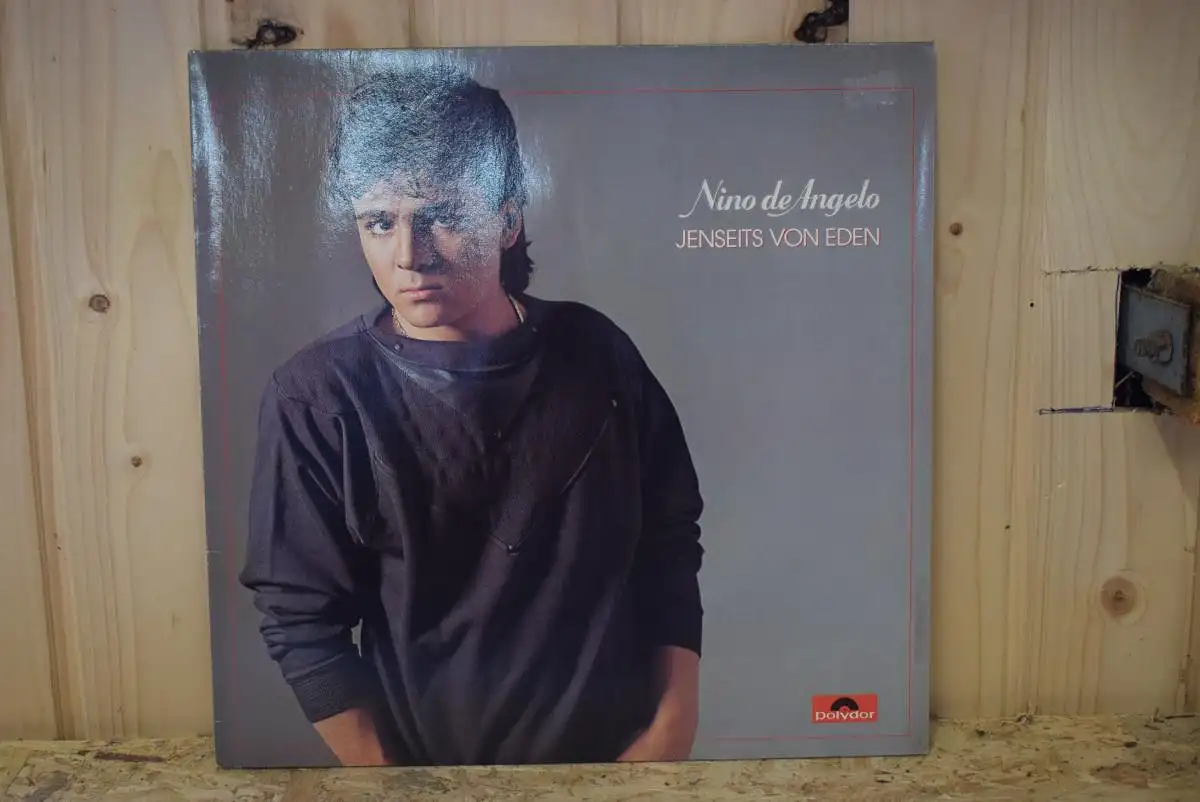 Nino de Angelo
JENSEITS VON EDEN
polydor